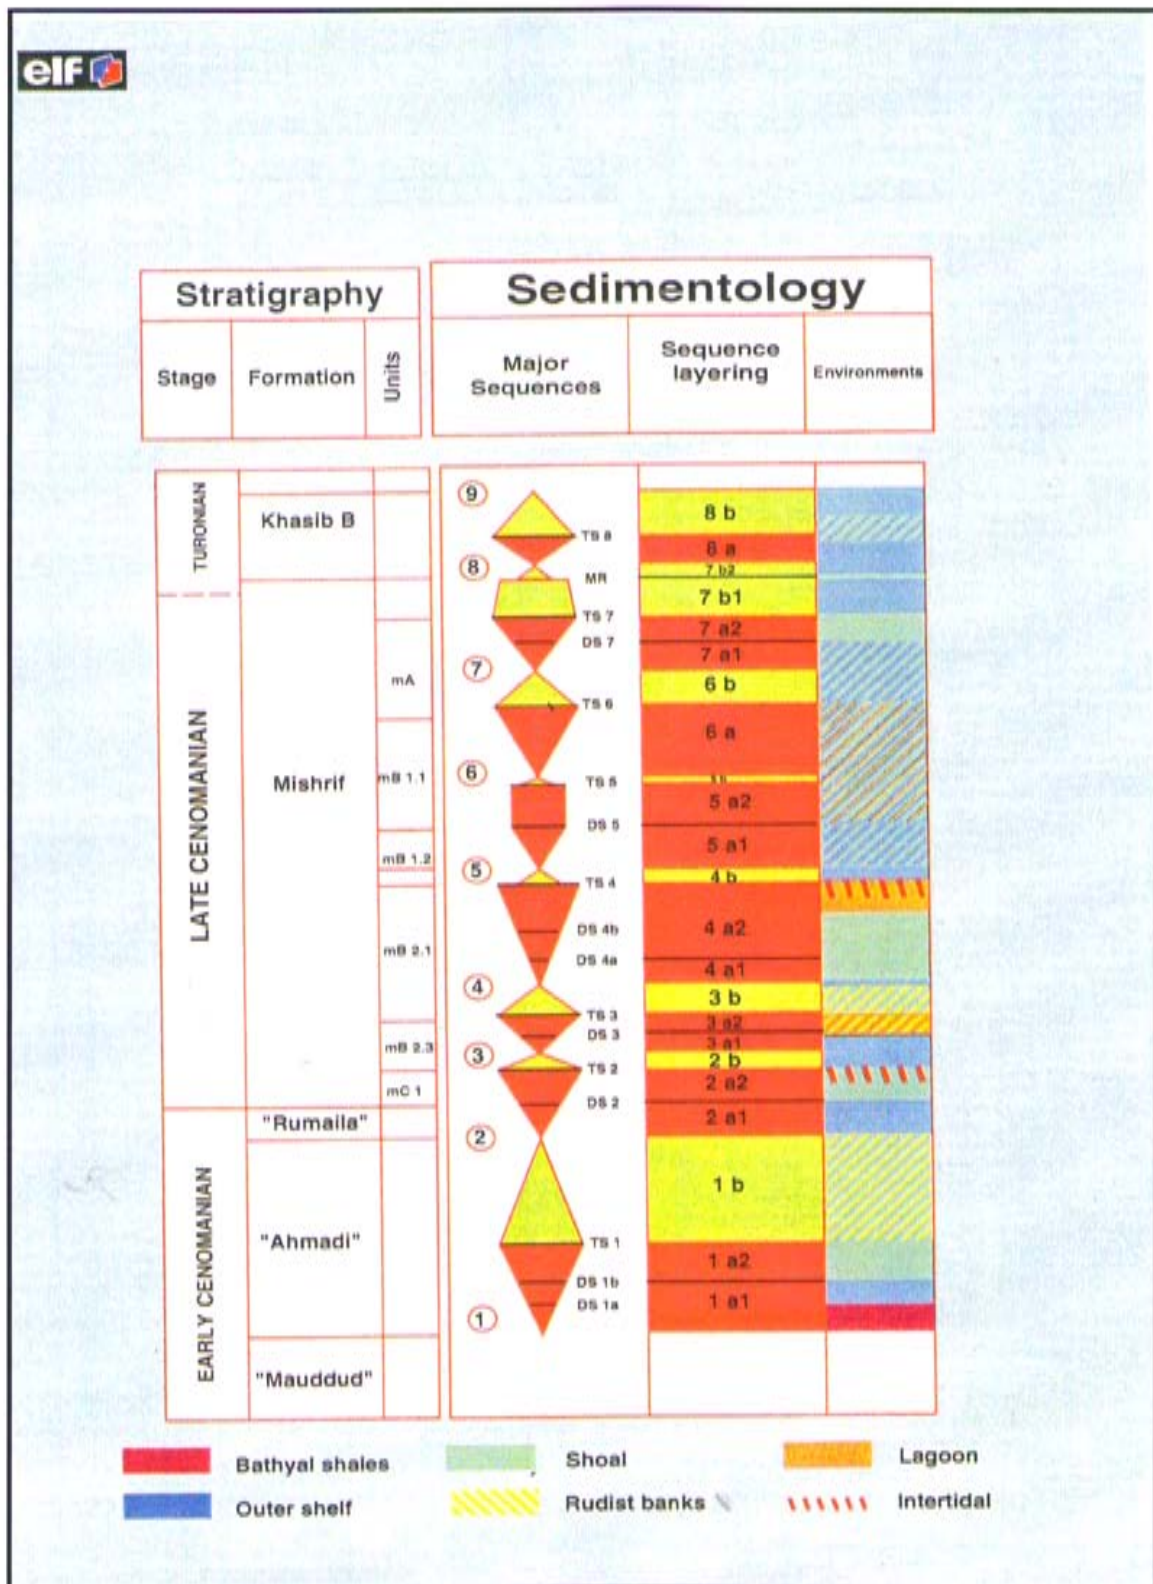 elf
Stratigraphy
Sedimentology
Stage
Formation
Units
Major
Sequences
Sequence
layering
Environments
TURONIAN
LATE CENOMANIAN
EARLY CENOMANIAN
Khasib B
Mishrif
"Rumaila"
"Ahmadi"
"Mauddud"
mA
mB 1.1
mB 1.2
mB 2.1
mB 2.3
mC 1
9
TS 8
8
MR
TS 7
DS 7
7
TS 6
6
TS 5
DS 5
5
TS 4
DS 4b
DS 4a
4
TS 3
DS 3
3
TS 2
DS 2
2
TS 1
DS 1b
DS 1a
1
8 b
8 a
7 b2
7 b1
7 a2
7 a1
6 b
6 a
5 b
5 a2
5 a1
4 b
4 a2
4 a1
3 b
3 a2
3 a1
2 b
2 a2
2 a1
1 b
1 a2
1 a1
Bathyal shales
Shoal
Lagoon
Outer shelf
Rudist banks
Intertidal